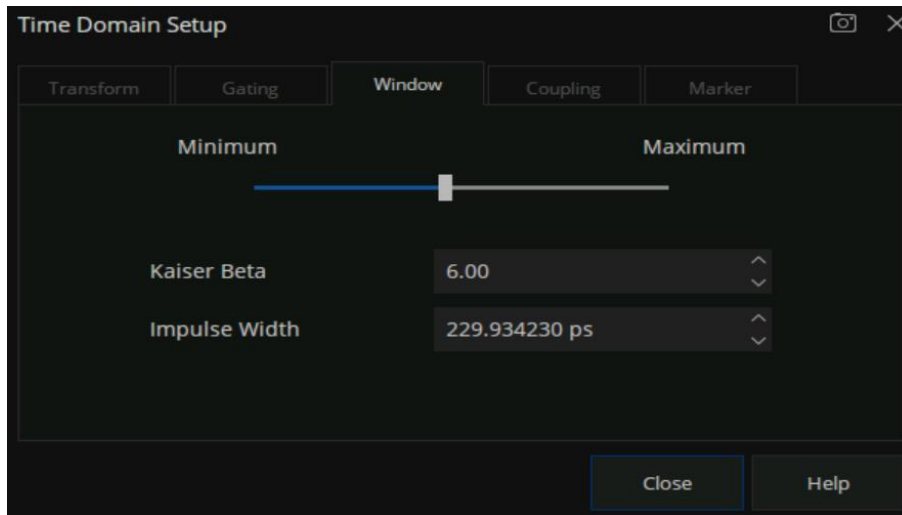 Time Domain Setup
Transform Gating Window Coupling Marker
Minimum Maximum
Kaiser Beta 6.00
Impulse Width 229.934230 ps
Close Help